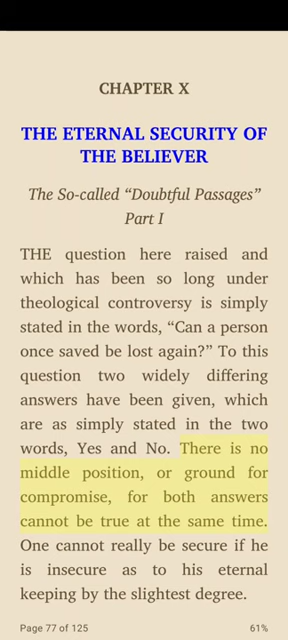 CHAPTER X
THE ETERNAL SECURITY OF
THE BELIEVER
The So-called “Doubtful Passages”
Part I
THE question here raised and
which has been so long under
theological controversy is simply
stated in the words, “Can a person
once saved be lost again?” To this
question two widely differing
answers have been given, which
are as simply stated in the two
words, Yes and No. There is no
middle position, or ground for
compromise, for both answers
cannot be true at the same time.
One cannot really be secure if he
is insecure as to his eternal
keeping by the slightest degree.
Page 77 of 125 61%